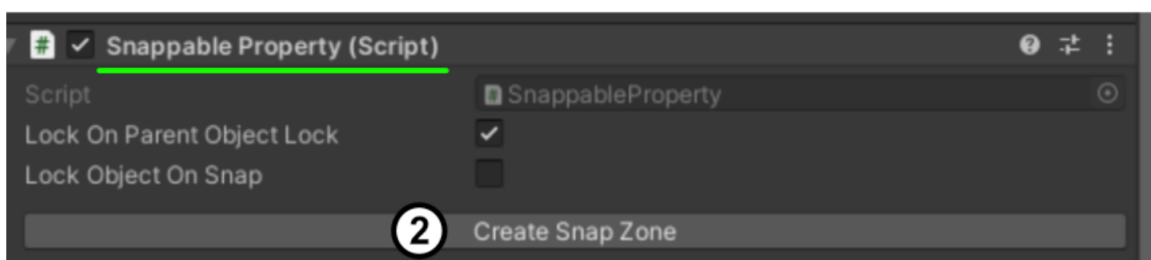 # Snappable Property (Script)
Script # SnappableProperty
Lock On Parent Object Lock
Lock Object On Snap
2 Create Snap Zone